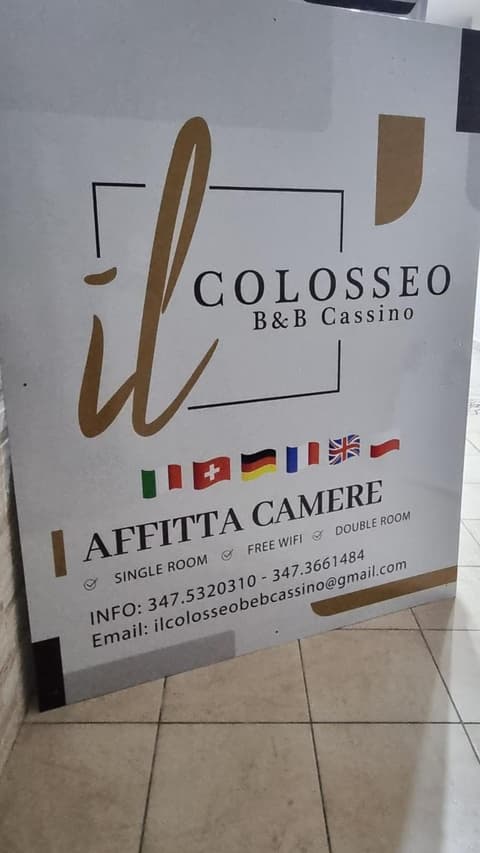 il
COLOSSEO
B&B Cassino
AFFITTA CAMERE
SINGLE ROOM FREE WIFI DOUBLE ROOM
INFO: 347.5320310 - 347.3661484
Email: ilcolosseobebcassino@gmail.com